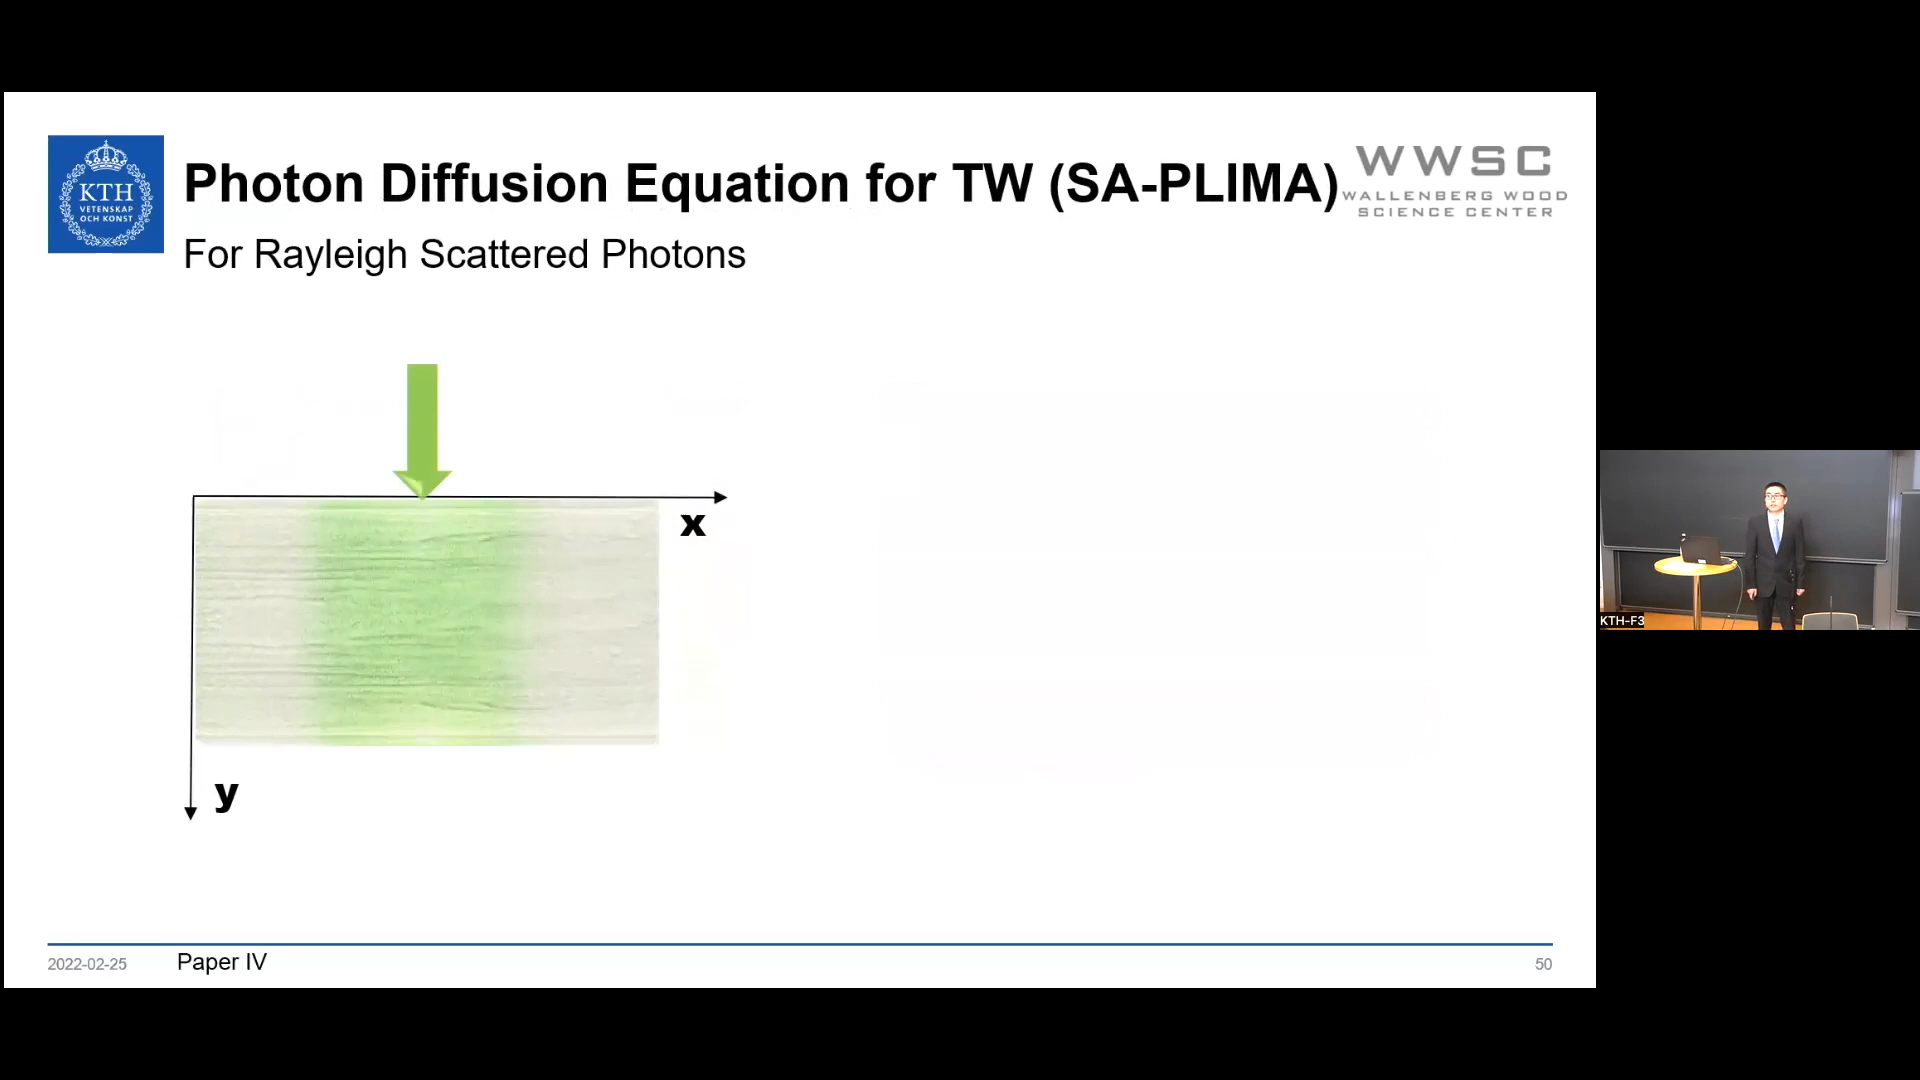 KTH
VETENSKAP
OCH KONST
Photon Diffusion Equation for TW (SA-PLIMA)
WWSC
WALLENBERG WOOD
SCIENCE CENTER
For Rayleigh Scattered Photons
x
y
KTH-F3
2022-02-25
Paper IV
50